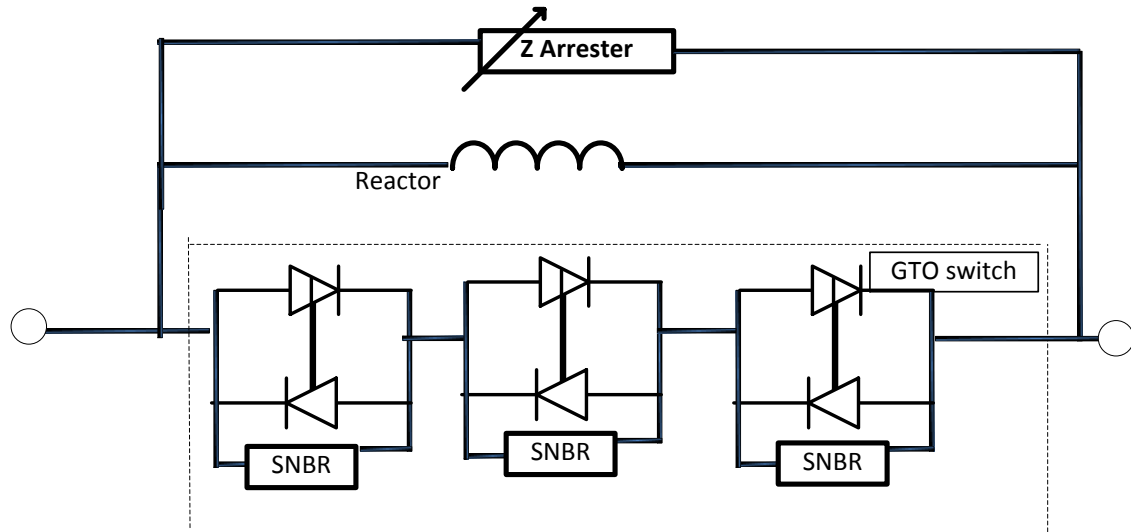 Z Arrester
Reactor
GTO switch
SNBR
SNBR
SNBR